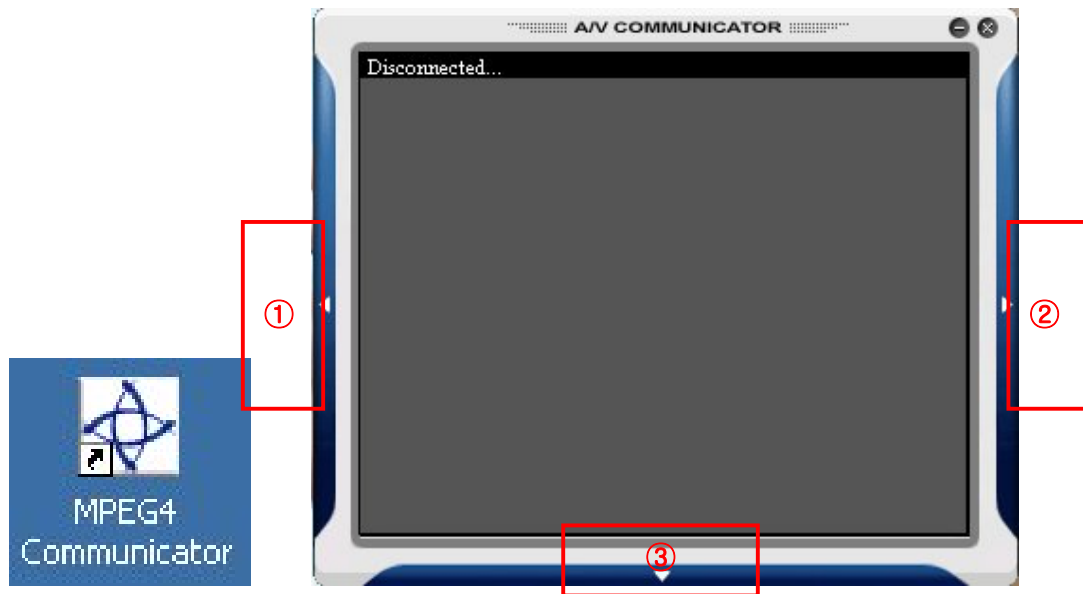 A/V COMMUNICATOR
Disconnected...
①
②
③
MPEG4
Communicator